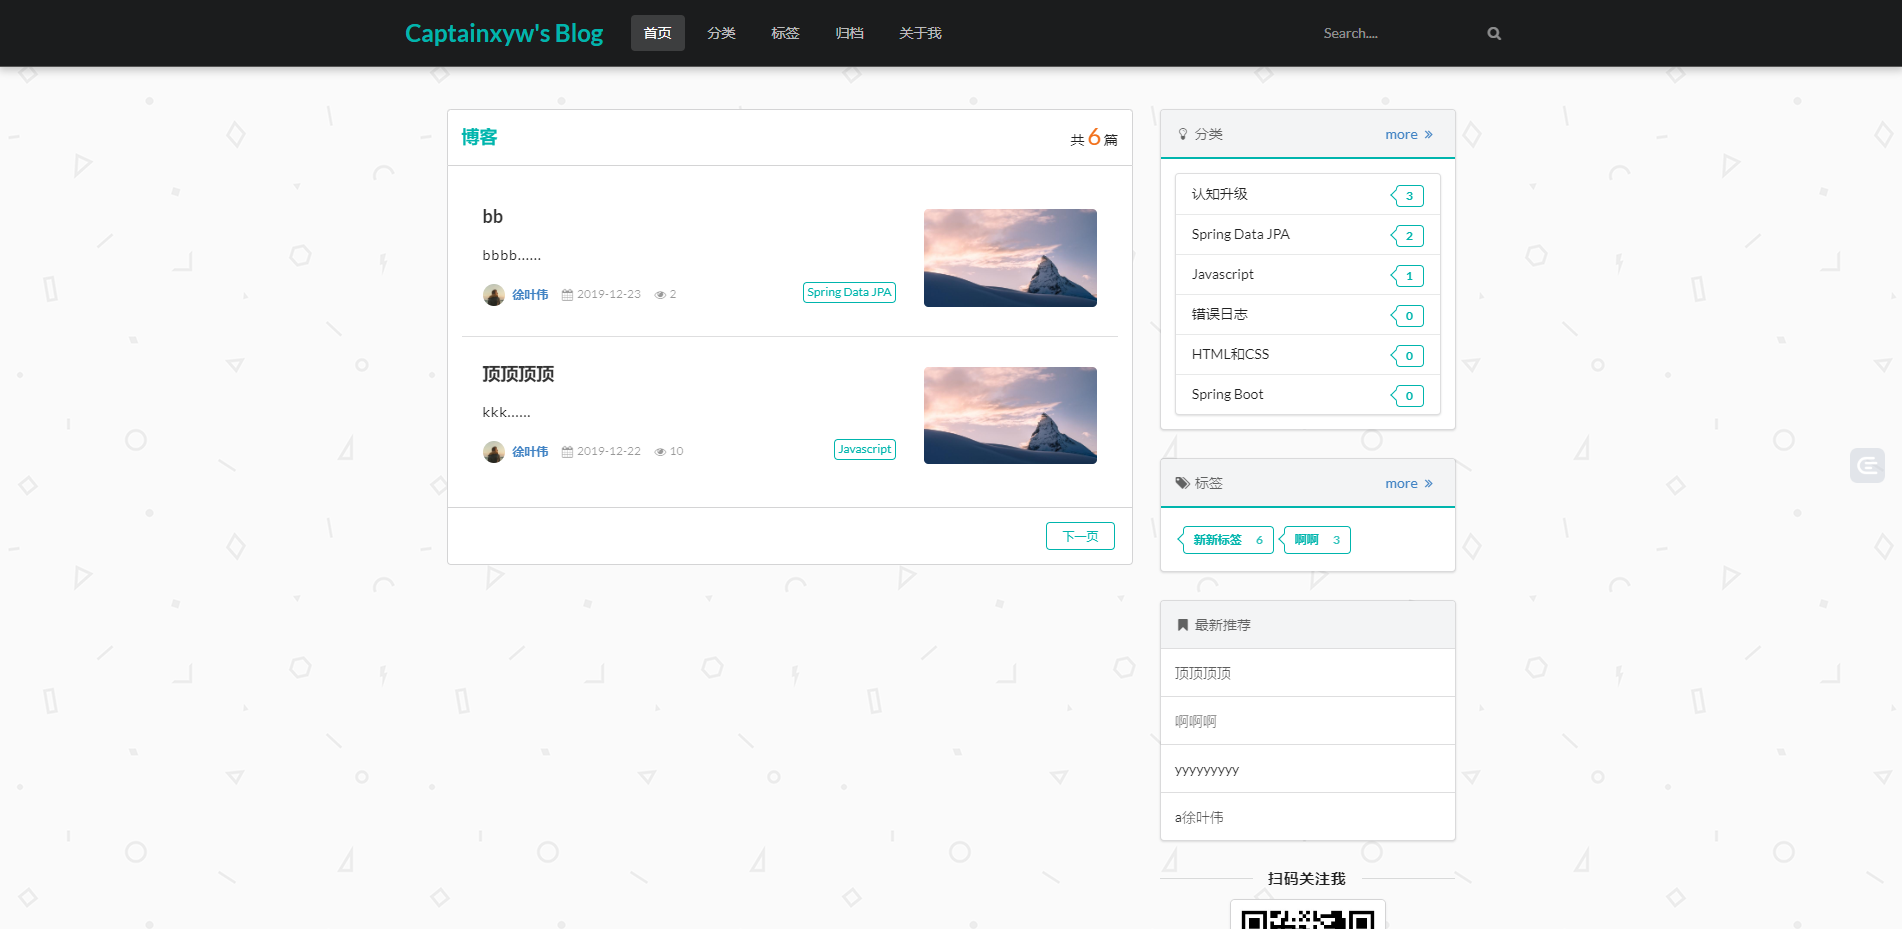 Captainxyw's Blog 首页 分类 标签 归档 关于我 Search....
博客 共 6 篇
bb
bbbb......
徐叶伟 2019-12-23 2 Spring Data JPA
顶顶顶顶
kkk......
徐叶伟 2019-12-22 10 Javascript
下一页
分类 more »
认知升级 3
Spring Data JPA 2
Javascript 1
错误日志 0
HTML和CSS 0
Spring Boot 0
标签 more »
新新标签 6 啊啊 3
最新推荐
顶顶顶顶
啊啊啊
yyyyyyyyy
a徐叶伟
扫码关注我